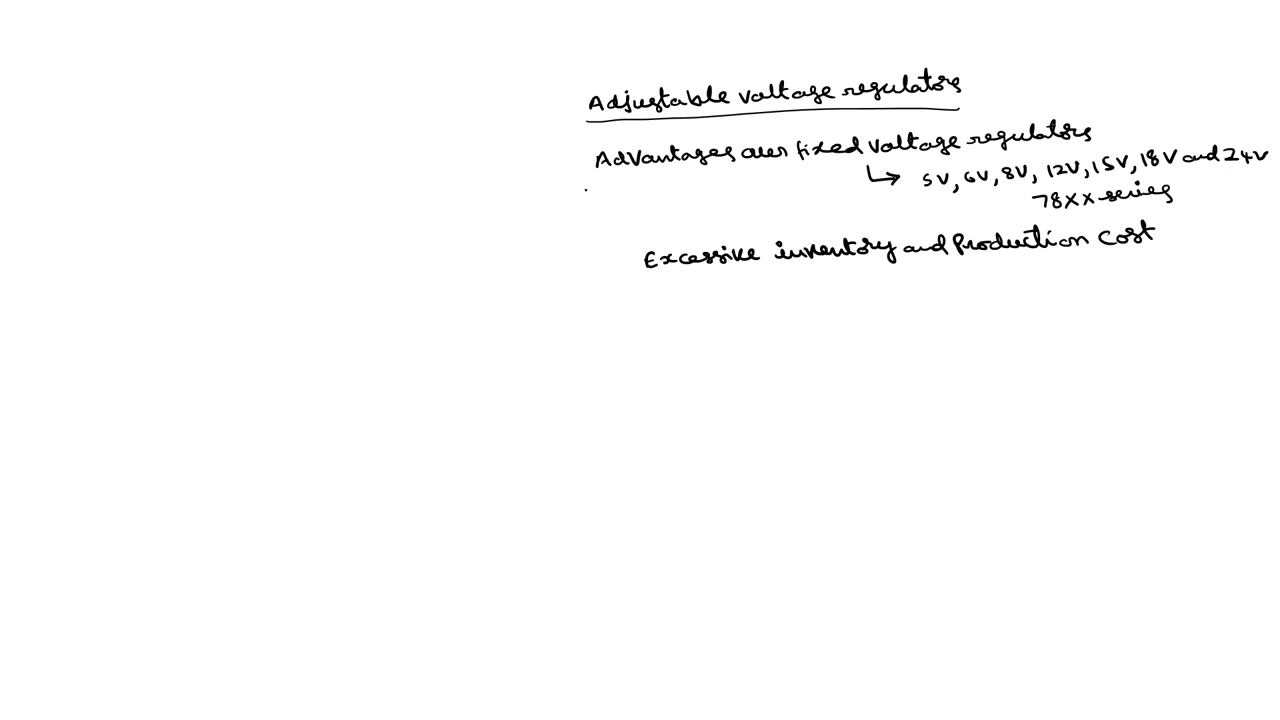 Adjustable voltage regulators
Advantages over fixed voltage regulators
↳ 5V, 6V, 8V, 12V, 15V, 18V and 24V
78XX series
Excessive inventory and production cost